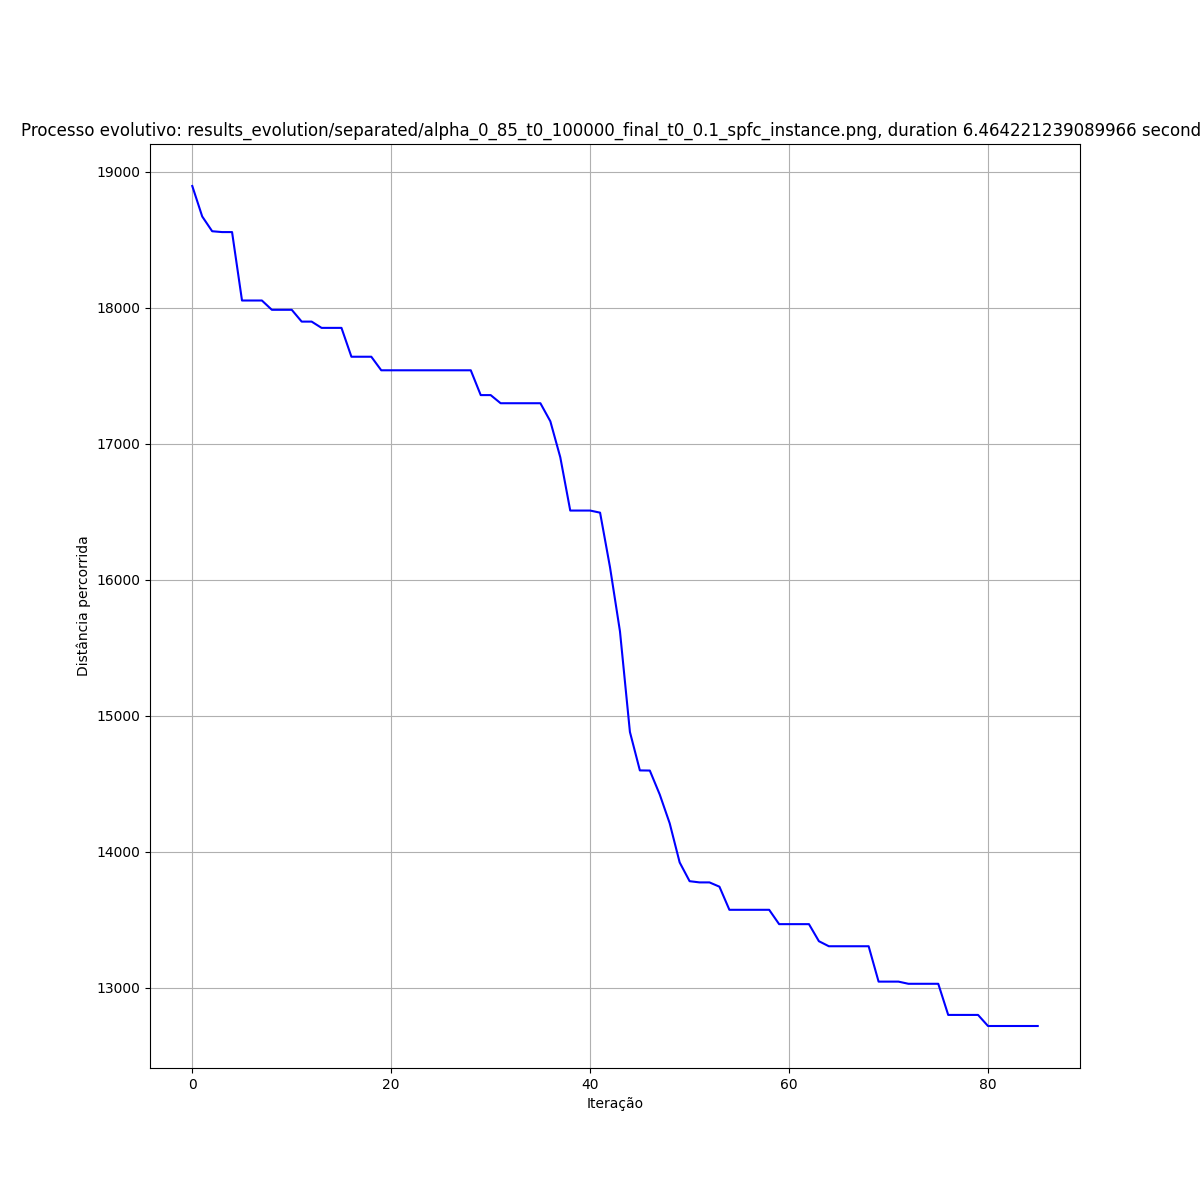 Processo evolutivo: results_evolution/separated/alpha_0_85_t0_100000_final_t0_0.1_spfc_instance.png, duration 6.464221239089966 second
19000
18000
17000
16000
15000
14000
13000
Distância percorrida
0 20 40 60 80
Iteração